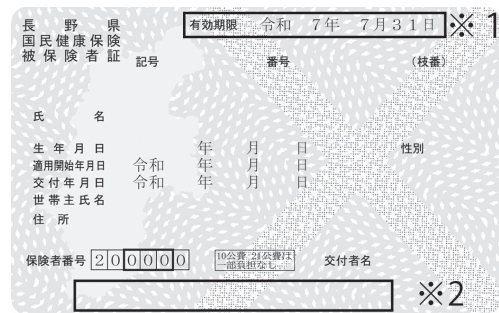 長野県
国民健康保険
被保険者証
有効期限 令和 7年 7月31日 ※1
記号 番号 (枝番)
氏名
生年月日 年 月 日 性別
適用開始年月日 令和 年 月 日
交付年月日 令和 年 月 日
世帯主氏名
住所
保険者番号 200000 10公費、21公費は一部負担なし 交付者名
※2